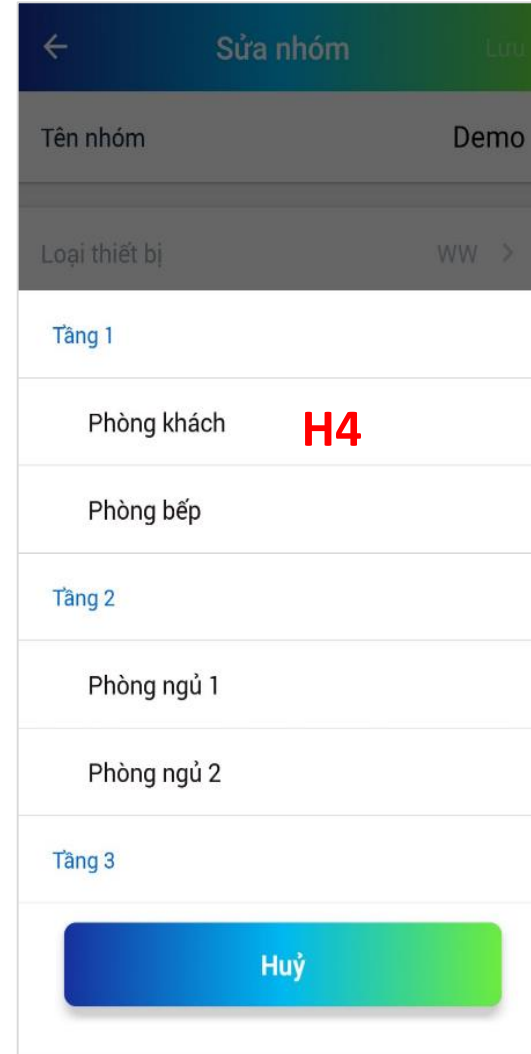 Sửa nhóm Lưu
Tên nhóm Demo
Loại thiết bị WW >
Tầng 1
Phòng khách H4
Phòng bếp
Tầng 2
Phòng ngủ 1
Phòng ngủ 2
Tầng 3
Huỷ